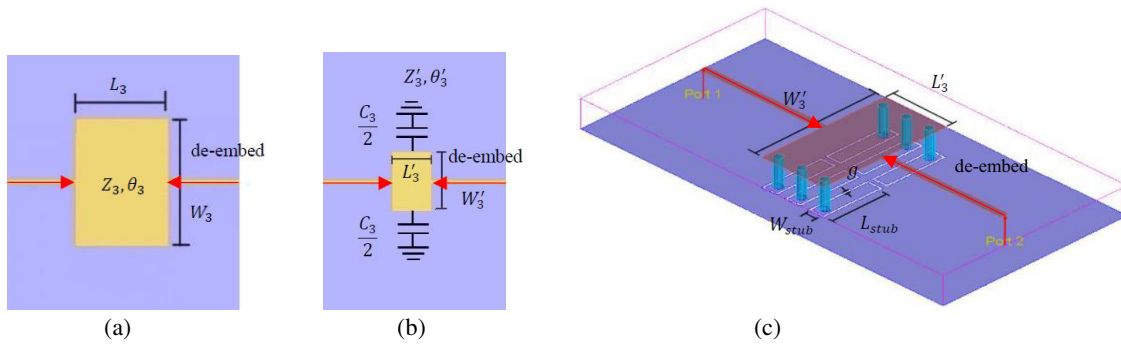 L₃
de-embed
Z₃, θ₃
W₃
(a)
Z′₃, θ′₃
C₃
2
de-embed
L′₃
W′₃
C₃
2
(b)
L′₃
Port 1
W′₃
de-embed
g
W_stub
L_stub
Port 2
(c)